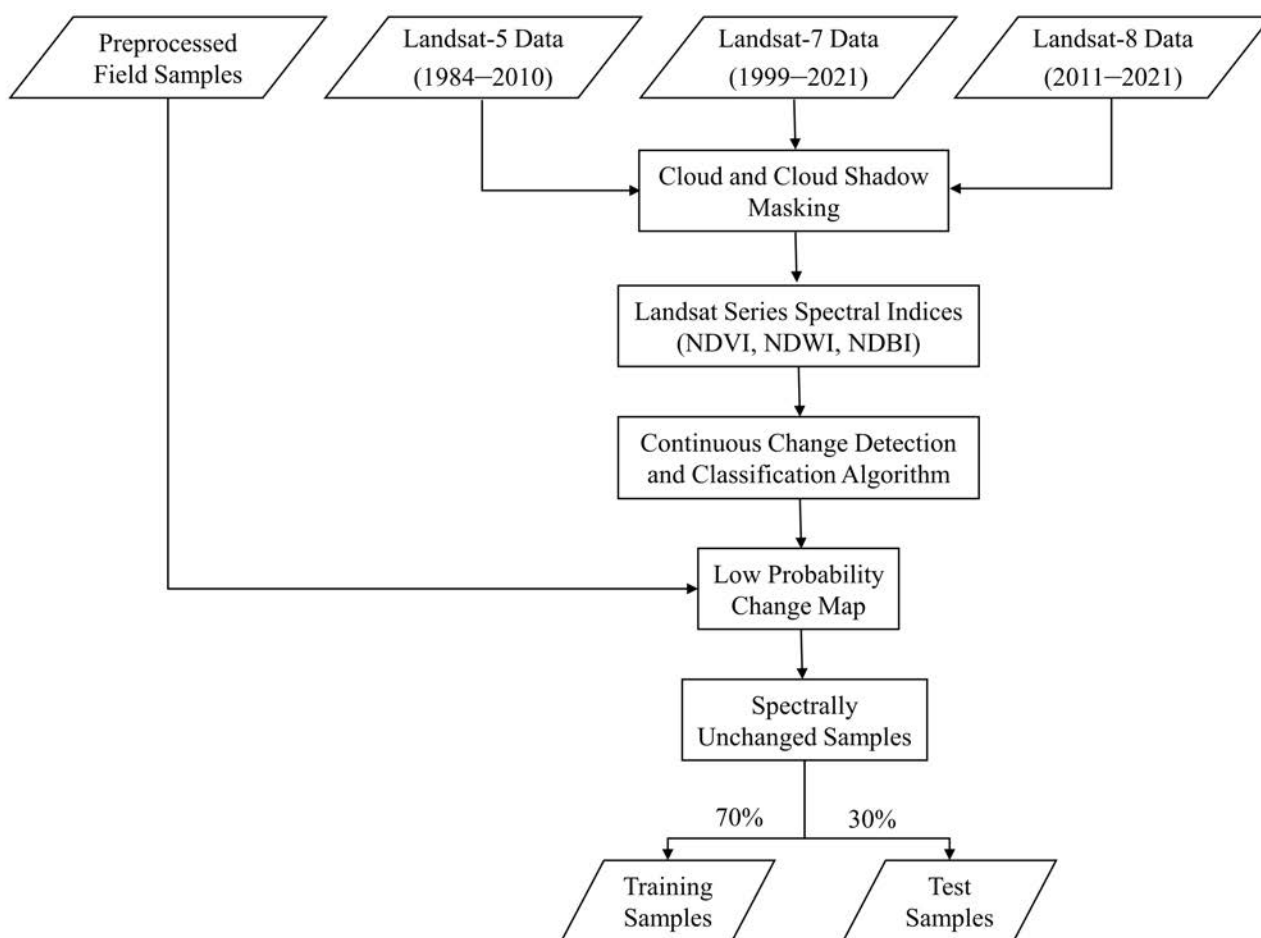 Preprocessed
Field Samples
Landsat-5 Data
(1984–2010)
Landsat-7 Data
(1999–2021)
Landsat-8 Data
(2011–2021)
Cloud and Cloud Shadow
Masking
Landsat Series Spectral Indices
(NDVI, NDWI, NDBI)
Continuous Change Detection
and Classification Algorithm
Low Probability
Change Map
Spectrally
Unchanged Samples
70%
30%
Training
Samples
Test
Samples